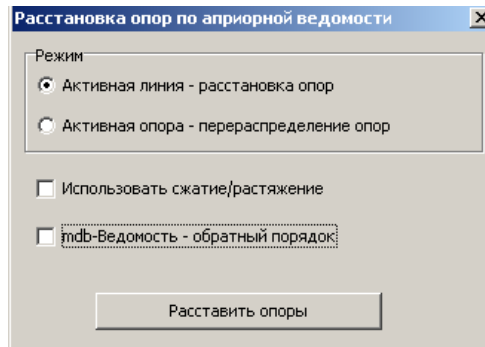 Расстановка опор по априорной ведомости
Режим
Активная линия - расстановка опор
Активная опора - перераспределение опор
Использовать сжатие/растяжение
mdb-Ведомость - обратный порядок
Расставить опоры